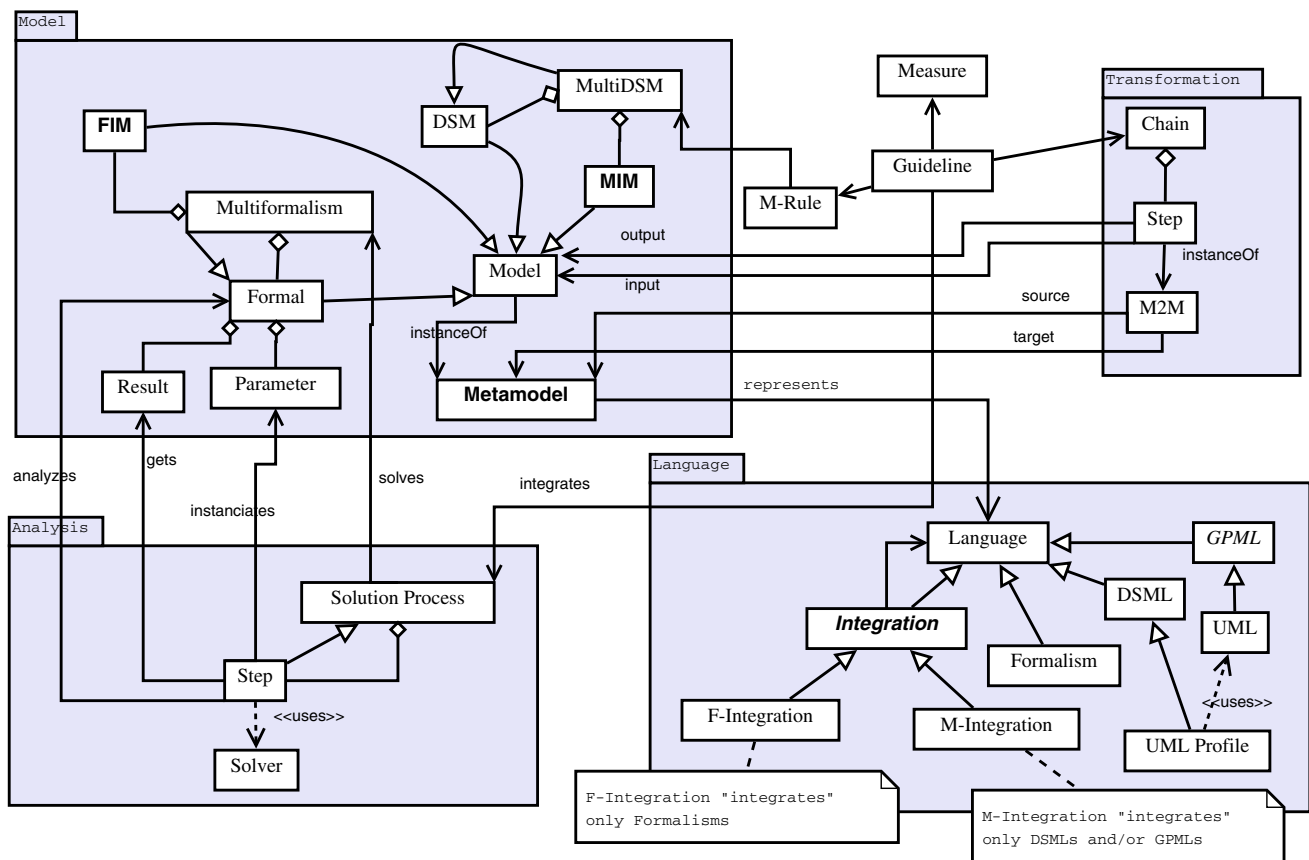 Model
MultiDSM
Measure
Transformation
FIM
DSM
Chain
Guideline
MIM
M-Rule
Multiformalism
Step
output
instanceOf
Model
input
Formal
source
M2M
instanceOf
target
Result
Parameter
Metamodel
represents
analyzes
gets
solves
integrates
Language
instanciates
Analysis
Language
GPML
Solution Process
DSML
Integration
UML
Formalism
Step
<<uses>>
<<uses>>
F-Integration
M-Integration
UML Profile
Solver
F-Integration "integrates"
only Formalisms
M-Integration "integrates"
only DSMLs and/or GPMLs